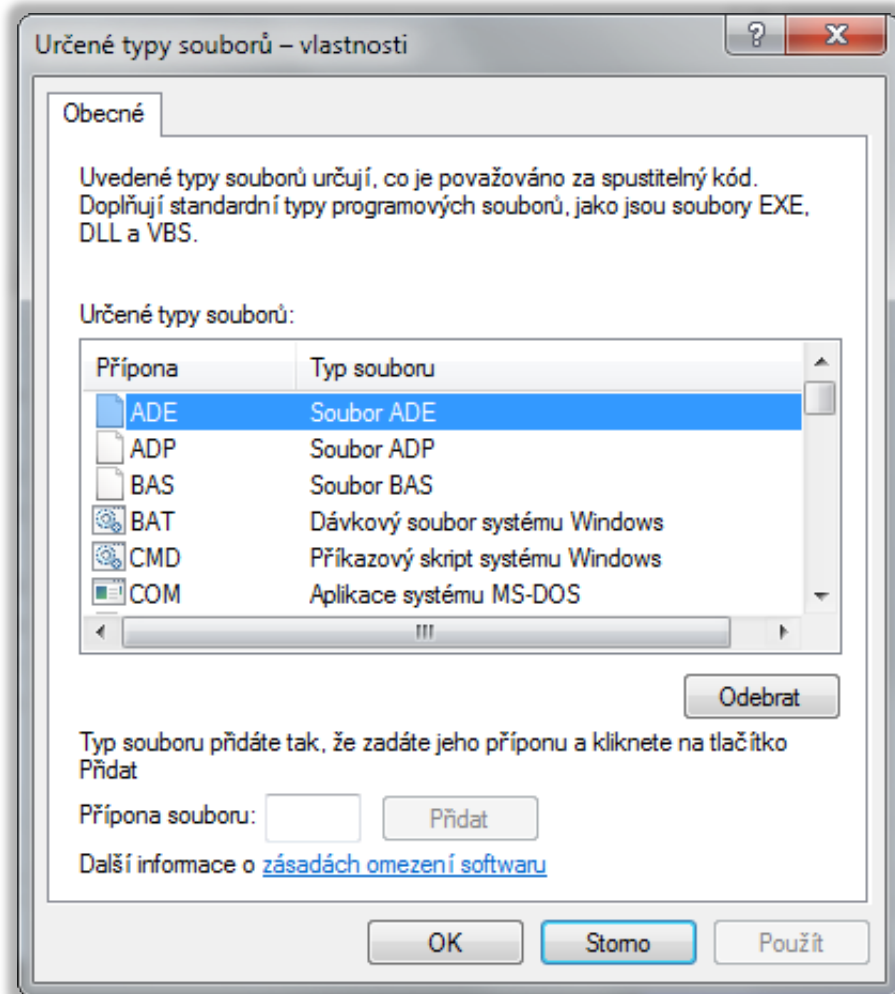 Určené typy souborů – vlastnosti
Obecné
Uvedené typy souborů určují, co je považováno za spustitelný kód.
Doplňují standardní typy programových souborů, jako jsou soubory EXE,
DLL a VBS.
Určené typy souborů:
Přípona Typ souboru
ADE Soubor ADE
ADP Soubor ADP
BAS Soubor BAS
BAT Dávkový soubor systému Windows
CMD Příkazový skript systému Windows
COM Aplikace systému MS-DOS
Odebrat
Typ souboru přidáte tak, že zadáte jeho příponu a kliknete na tlačítko
Přidat
Přípona souboru: Přidat
Další informace o zásadách omezení softwaru
OK Storno Použít